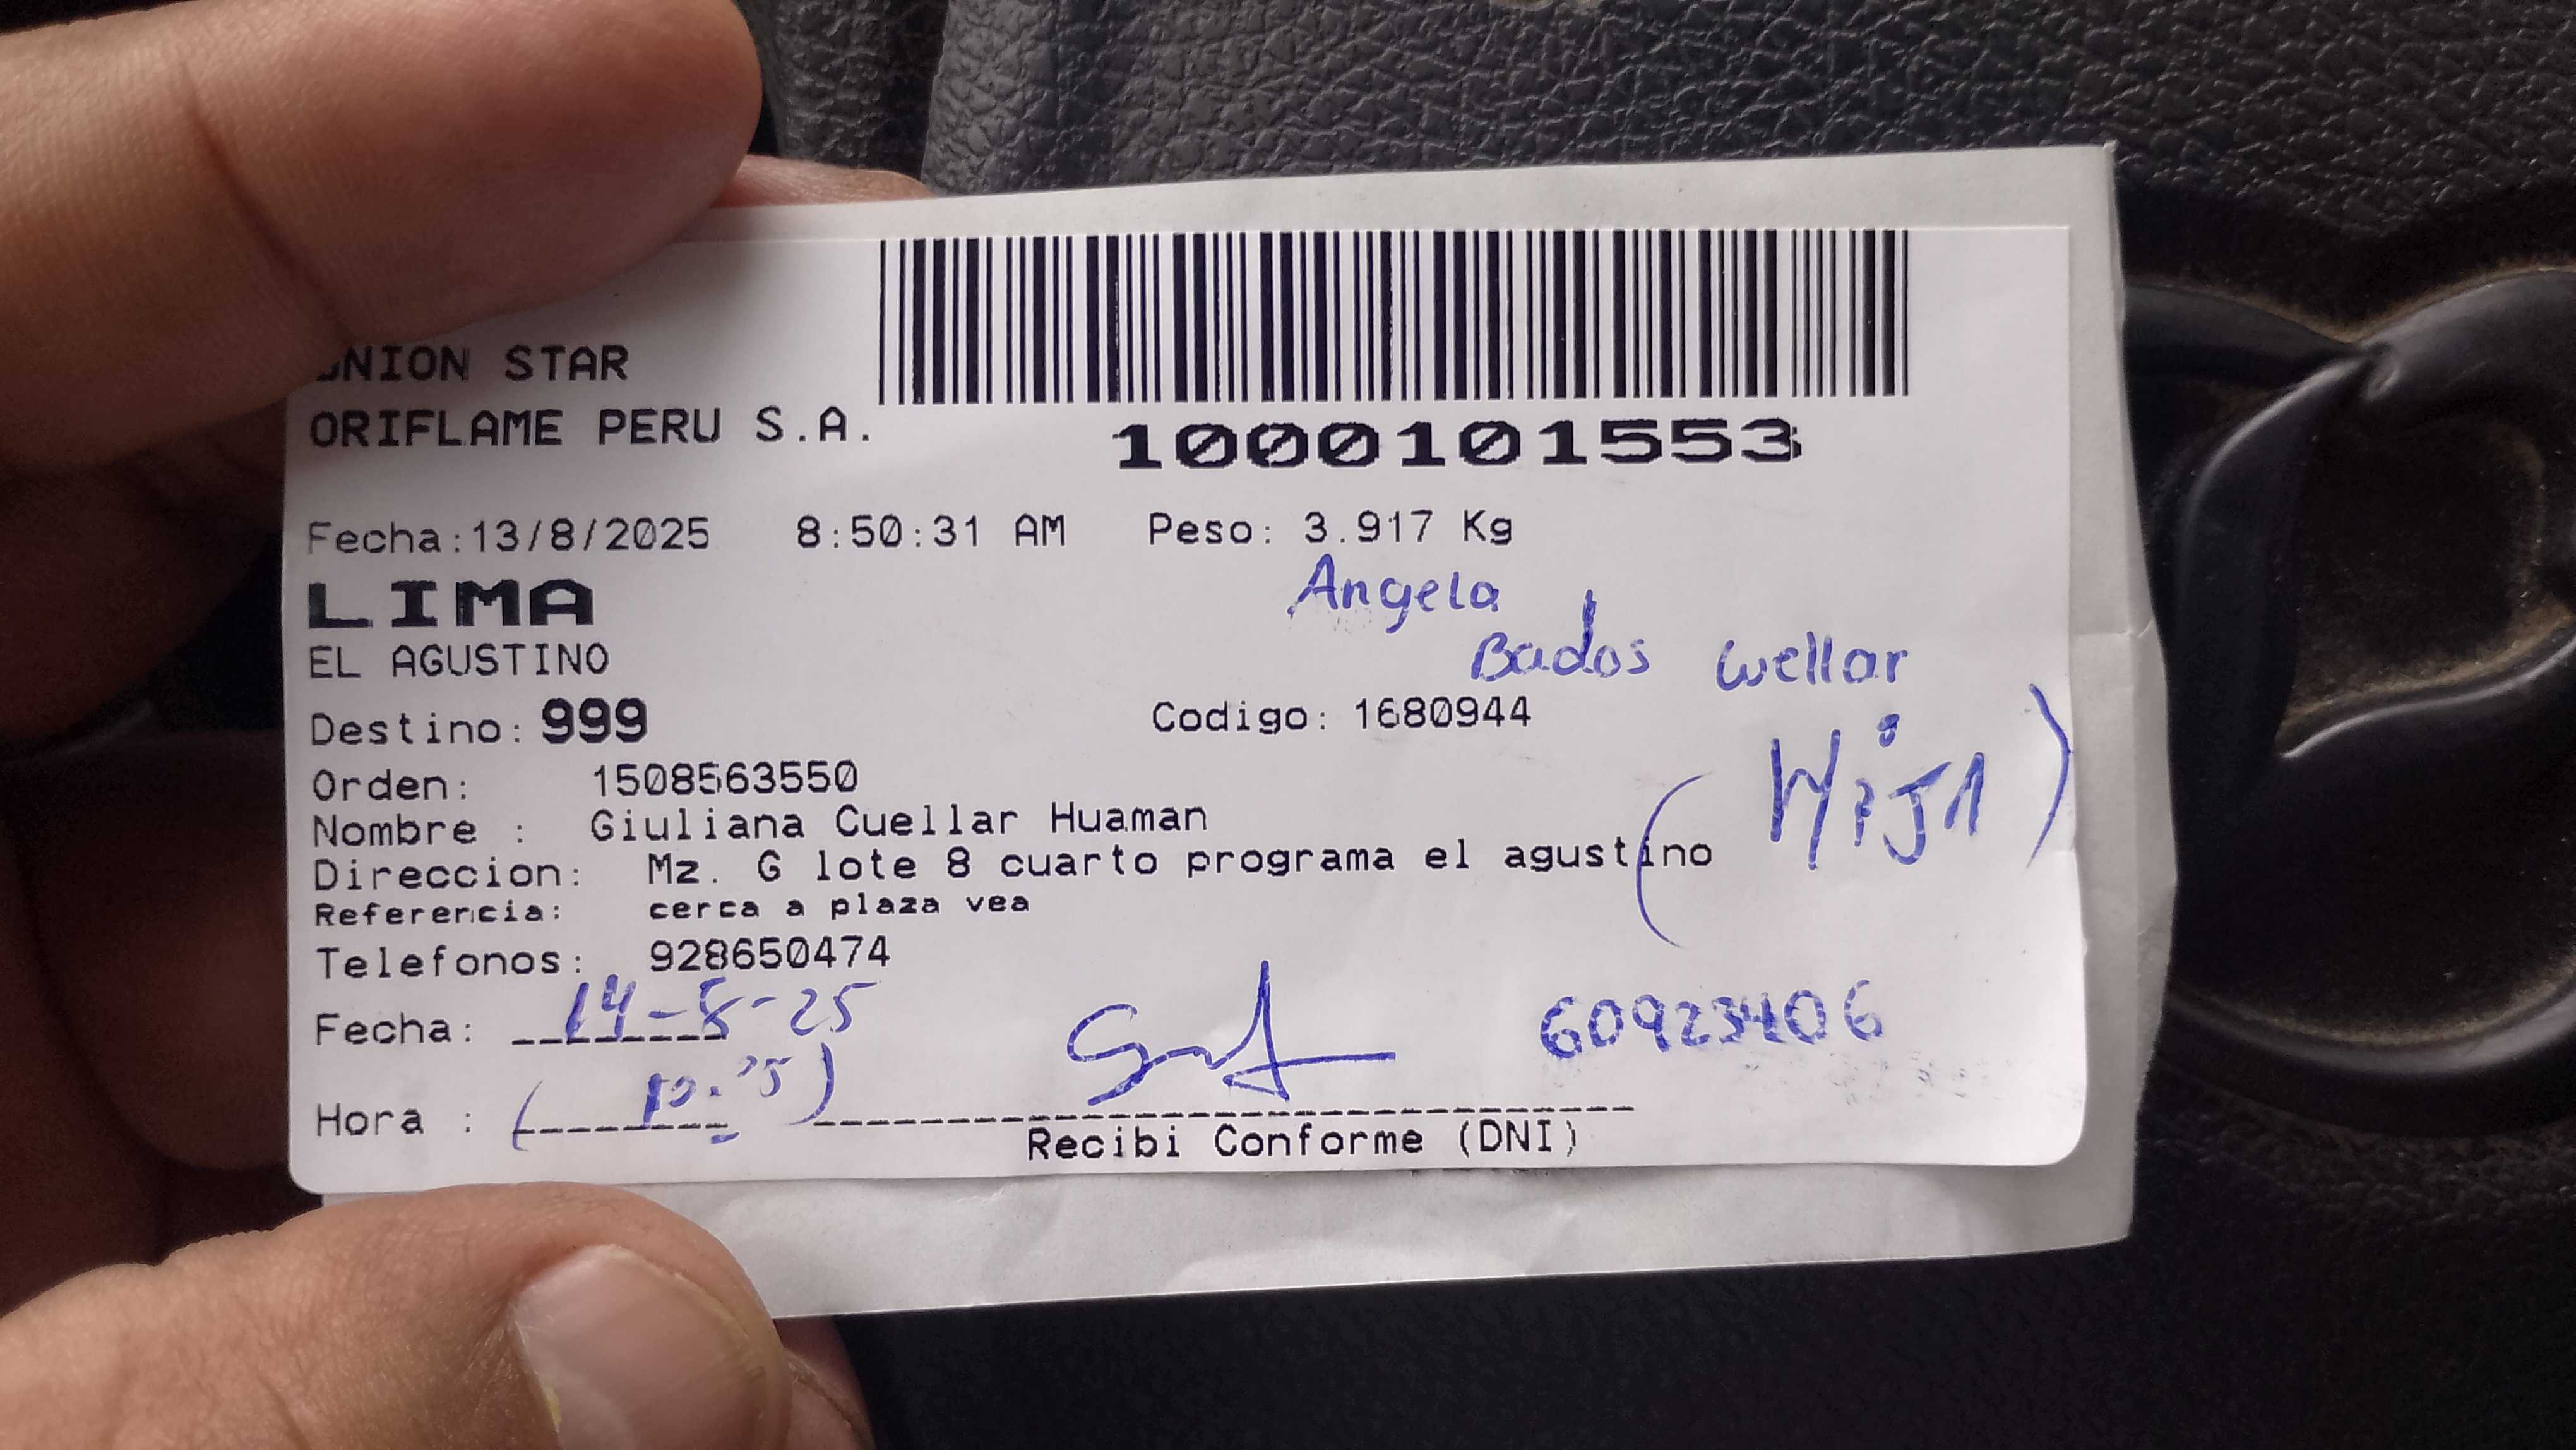 UNION STAR
ORIFLAME PERU S.A.
1000101553
Fecha:13/8/2025 8:50:31 AM Peso: 3.917 Kg
LIMA
Angela
EL AGUSTINO
Bados Cuellar
Destino: 999 Codigo: 1680944
Orden: 1508563550
(Hija)
Nombre : Giuliana Cuellar Huaman
Direccion: Mz. G lote 8 cuarto programa el agustino
Referencia: cerca a plaza vea
Telefonos: 928650474
Fecha: 14-8-25
60923406
Hora :
Recibi Conforme (DNI)